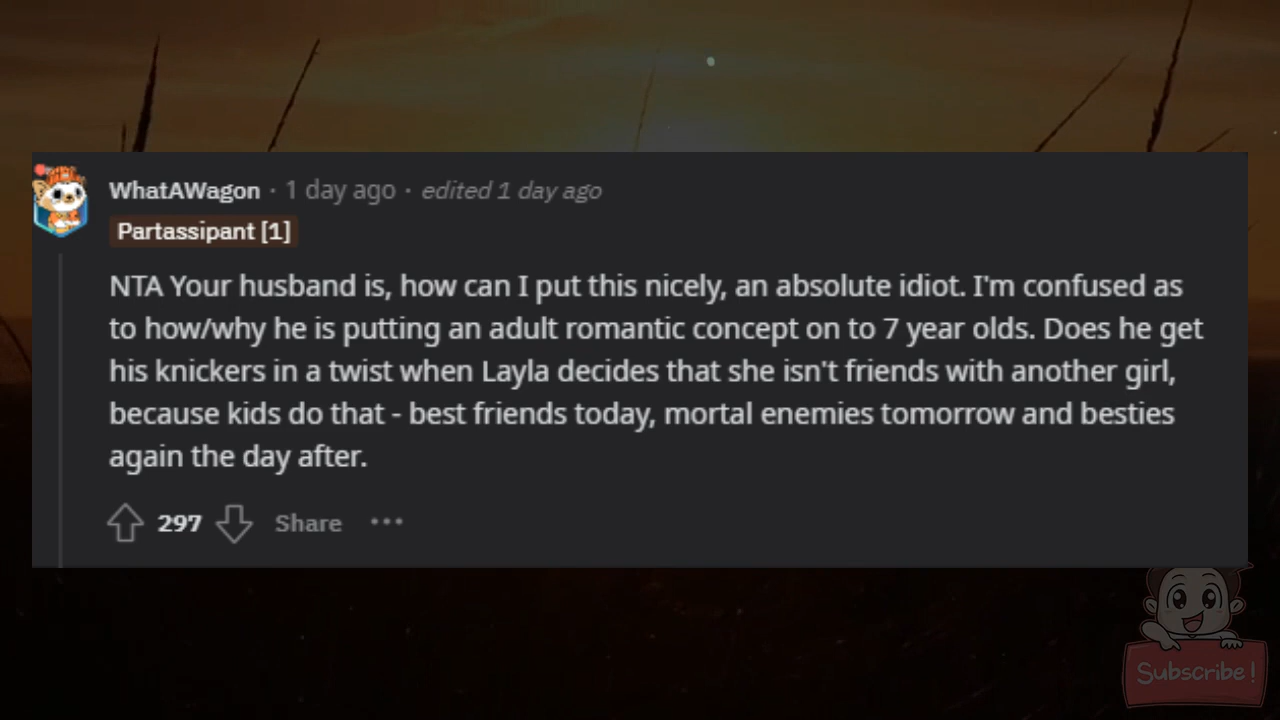 WhatAWagon · 1 day ago · edited 1 day ago
Partassipant [1]
NTA Your husband is, how can I put this nicely, an absolute idiot. I'm confused as
to how/why he is putting an adult romantic concept on to 7 year olds. Does he get
his knickers in a twist when Layla decides that she isn't friends with another girl,
because kids do that - best friends today, mortal enemies tomorrow and besties
again the day after.
297 Share ···
Subscribe!